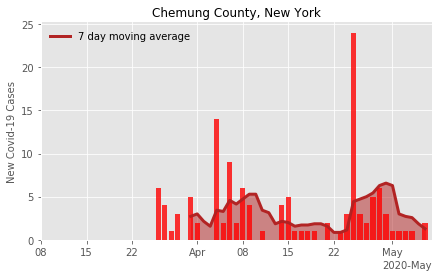 Chemung County, New York
7 day moving average
New Covid-19 Cases
25
20
15
10
5
0
08
15
22
Apr
08
15
22
May
2020-May